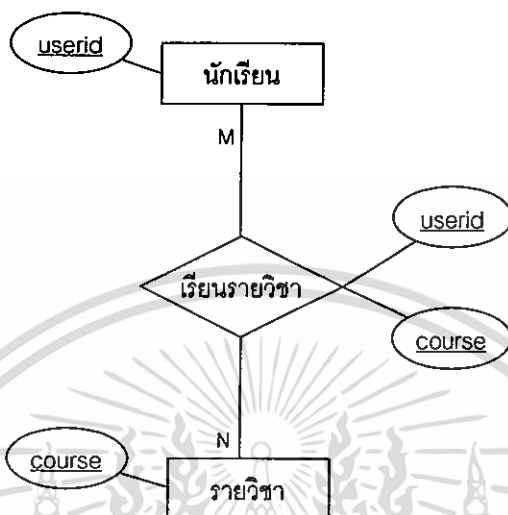 userid
นักเรียน
M
userid
เรียนรายวิชา
course
N
course
รายวิชา